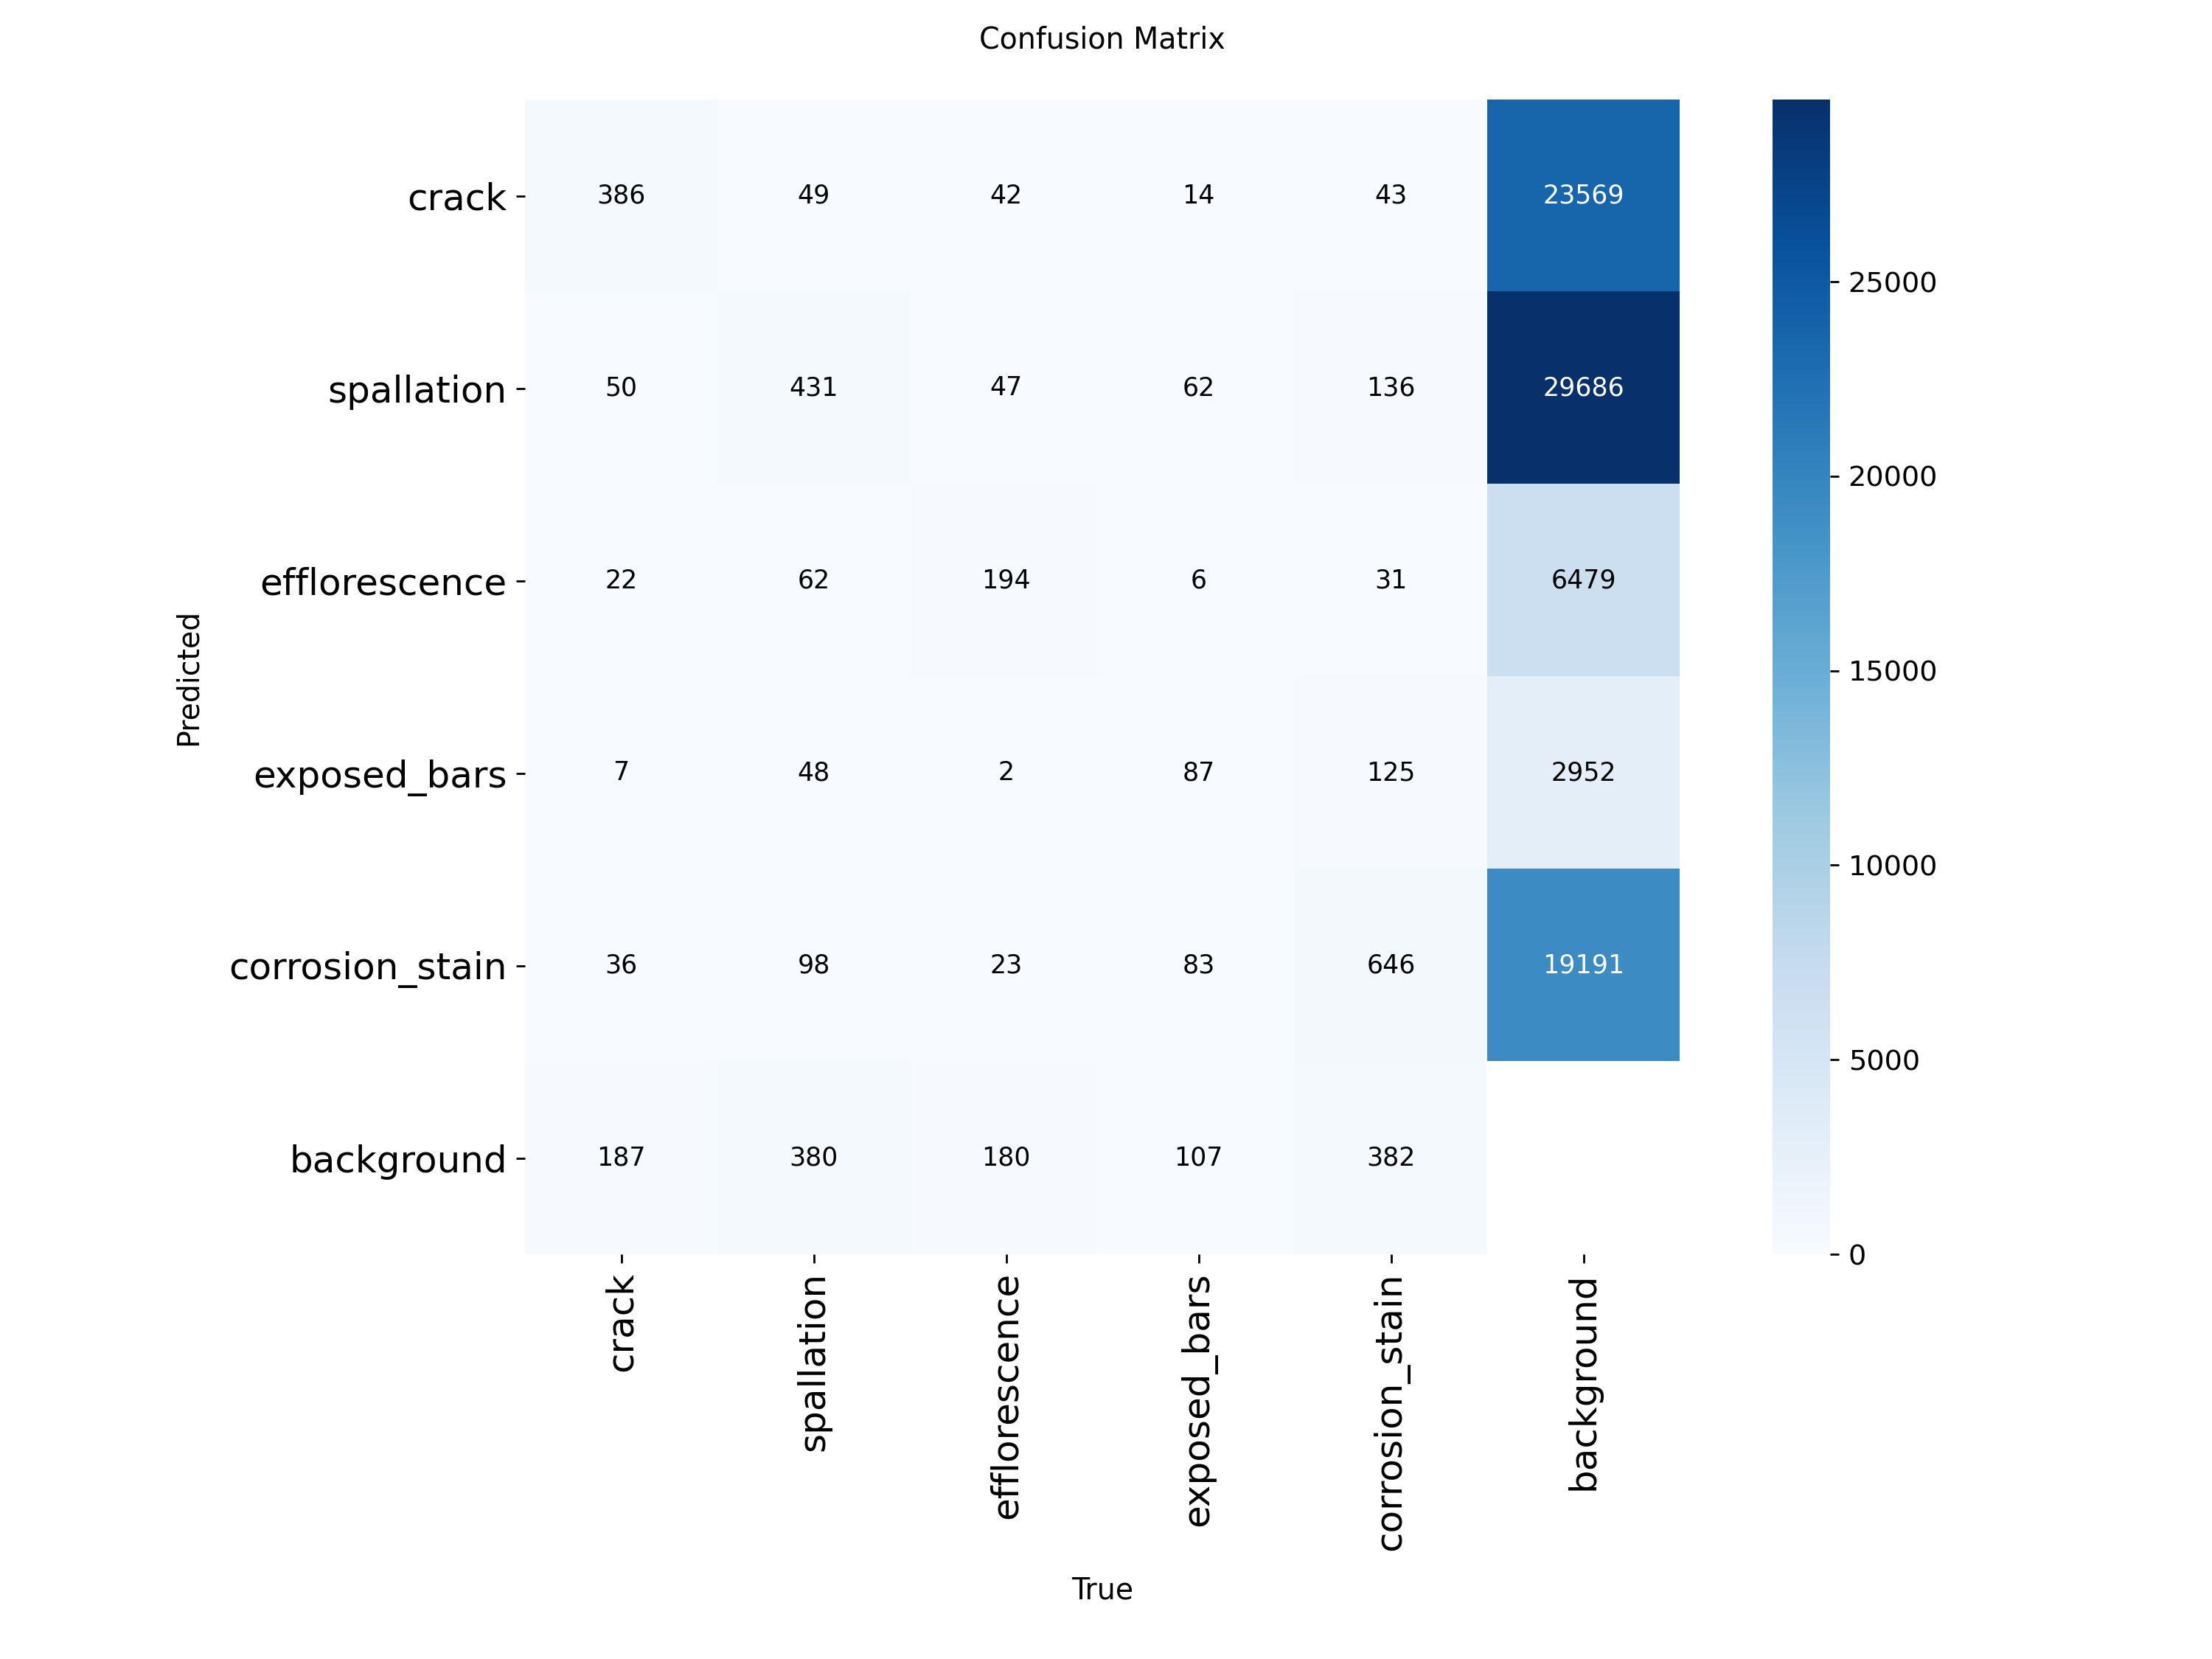 Confusion Matrix
crack 386 49 42 14 43 23569
spallation 50 431 47 62 136 29686
efflorescence 22 62 194 6 31 6479
exposed_bars 7 48 2 87 125 2952
corrosion_stain 36 98 23 83 646 19191
background 187 380 180 107 382
Predicted
crack
spallation
efflorescence
exposed_bars
corrosion_stain
background
True
25000
20000
15000
10000
5000
0